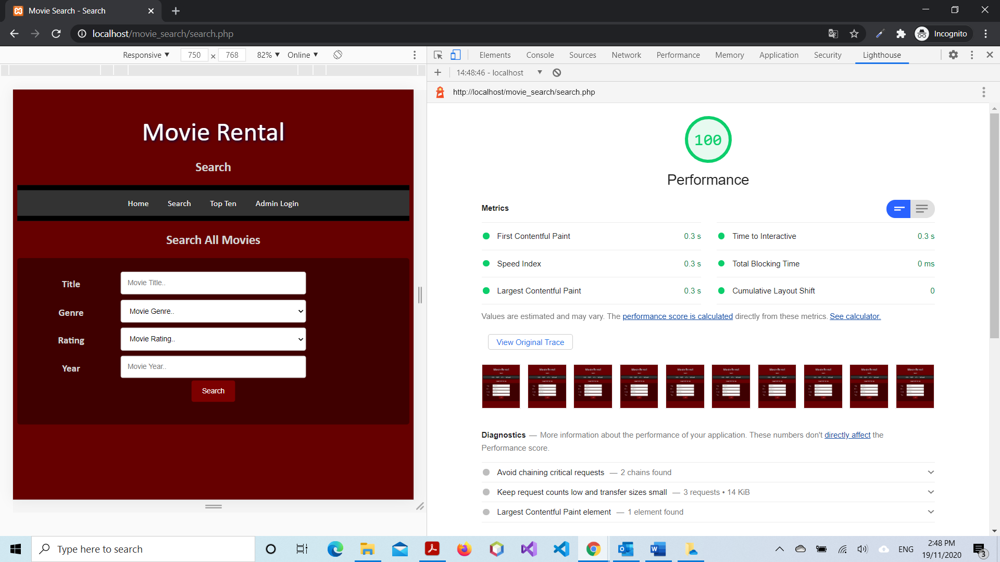 Movie Search - Search
localhost/movie_search/search.php
Incognito
Responsive ▼ 750 × 768 82% ▼ Online ▼
Elements Console Sources Network Performance Memory Application Security Lighthouse
14:48:46 - localhost
http://localhost/movie_search/search.php
Movie Rental
Search
Home Search Top Ten Admin Login
Search All Movies
Title Movie Title..
Genre Movie Genre..
Rating Movie Rating..
Year Movie Year..
Search
100
Performance
Metrics
First Contentful Paint 0.3 s
Time to Interactive 0.3 s
Speed Index 0.3 s
Total Blocking Time 0 ms
Largest Contentful Paint 0.3 s
Cumulative Layout Shift 0
Values are estimated and may vary. The performance score is calculated directly from these metrics. See calculator.
View Original Trace
Diagnostics — More information about the performance of your application. These numbers don't directly affect the
Performance score.
Avoid chaining critical requests — 2 chains found
Keep request counts low and transfer sizes small — 3 requests • 14 KiB
Largest Contentful Paint element — 1 element found
Type here to search
ENG
2:48 PM
19/11/2020
3